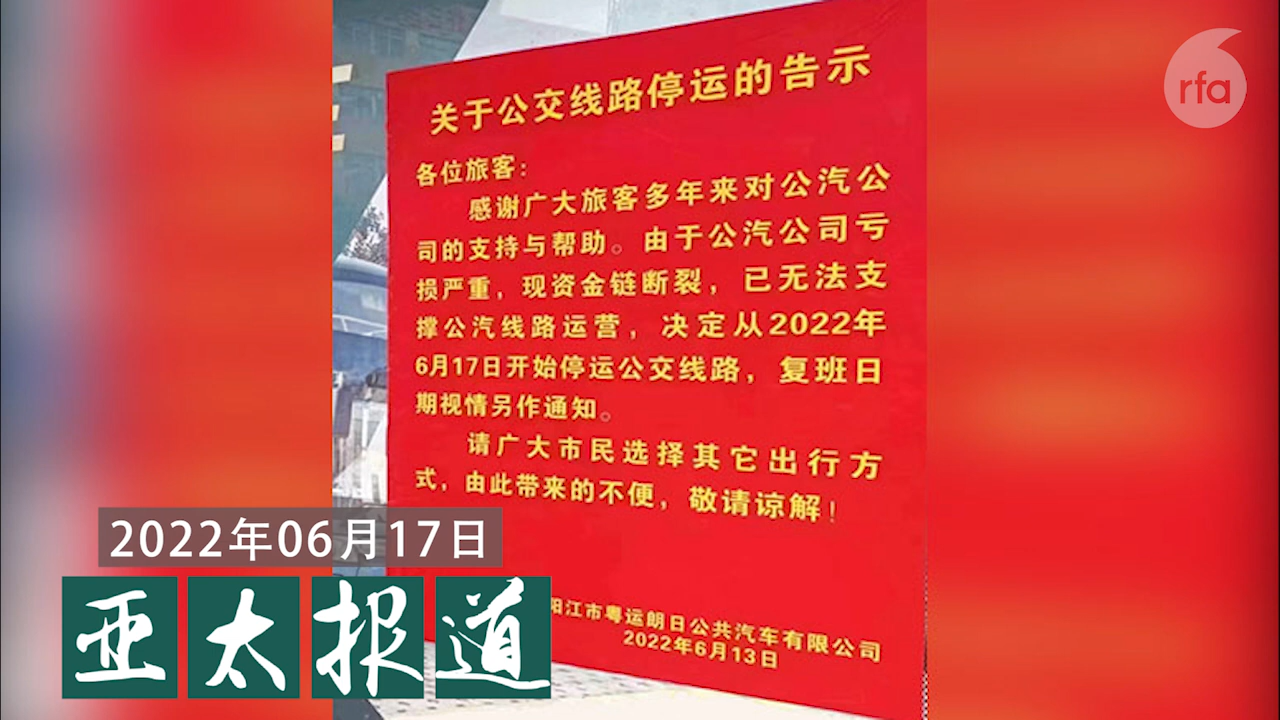 rfa
关于公交线路停运的告示
各位旅客：
感谢广大旅客多年来对公汽公
司的支持与帮助。由于公汽公司亏
损严重，现资金链断裂，已无法支
撑公汽线路运营，决定从2022年
6月17日开始停运公交线路，复班日
期视情另作通知。
请广大市民选择其它出行方
式，由此带来的不便，敬请谅解！
阳江市粤运朗日公共汽车有限公司
2022年6月13日
2022年06月17日
亚太报道